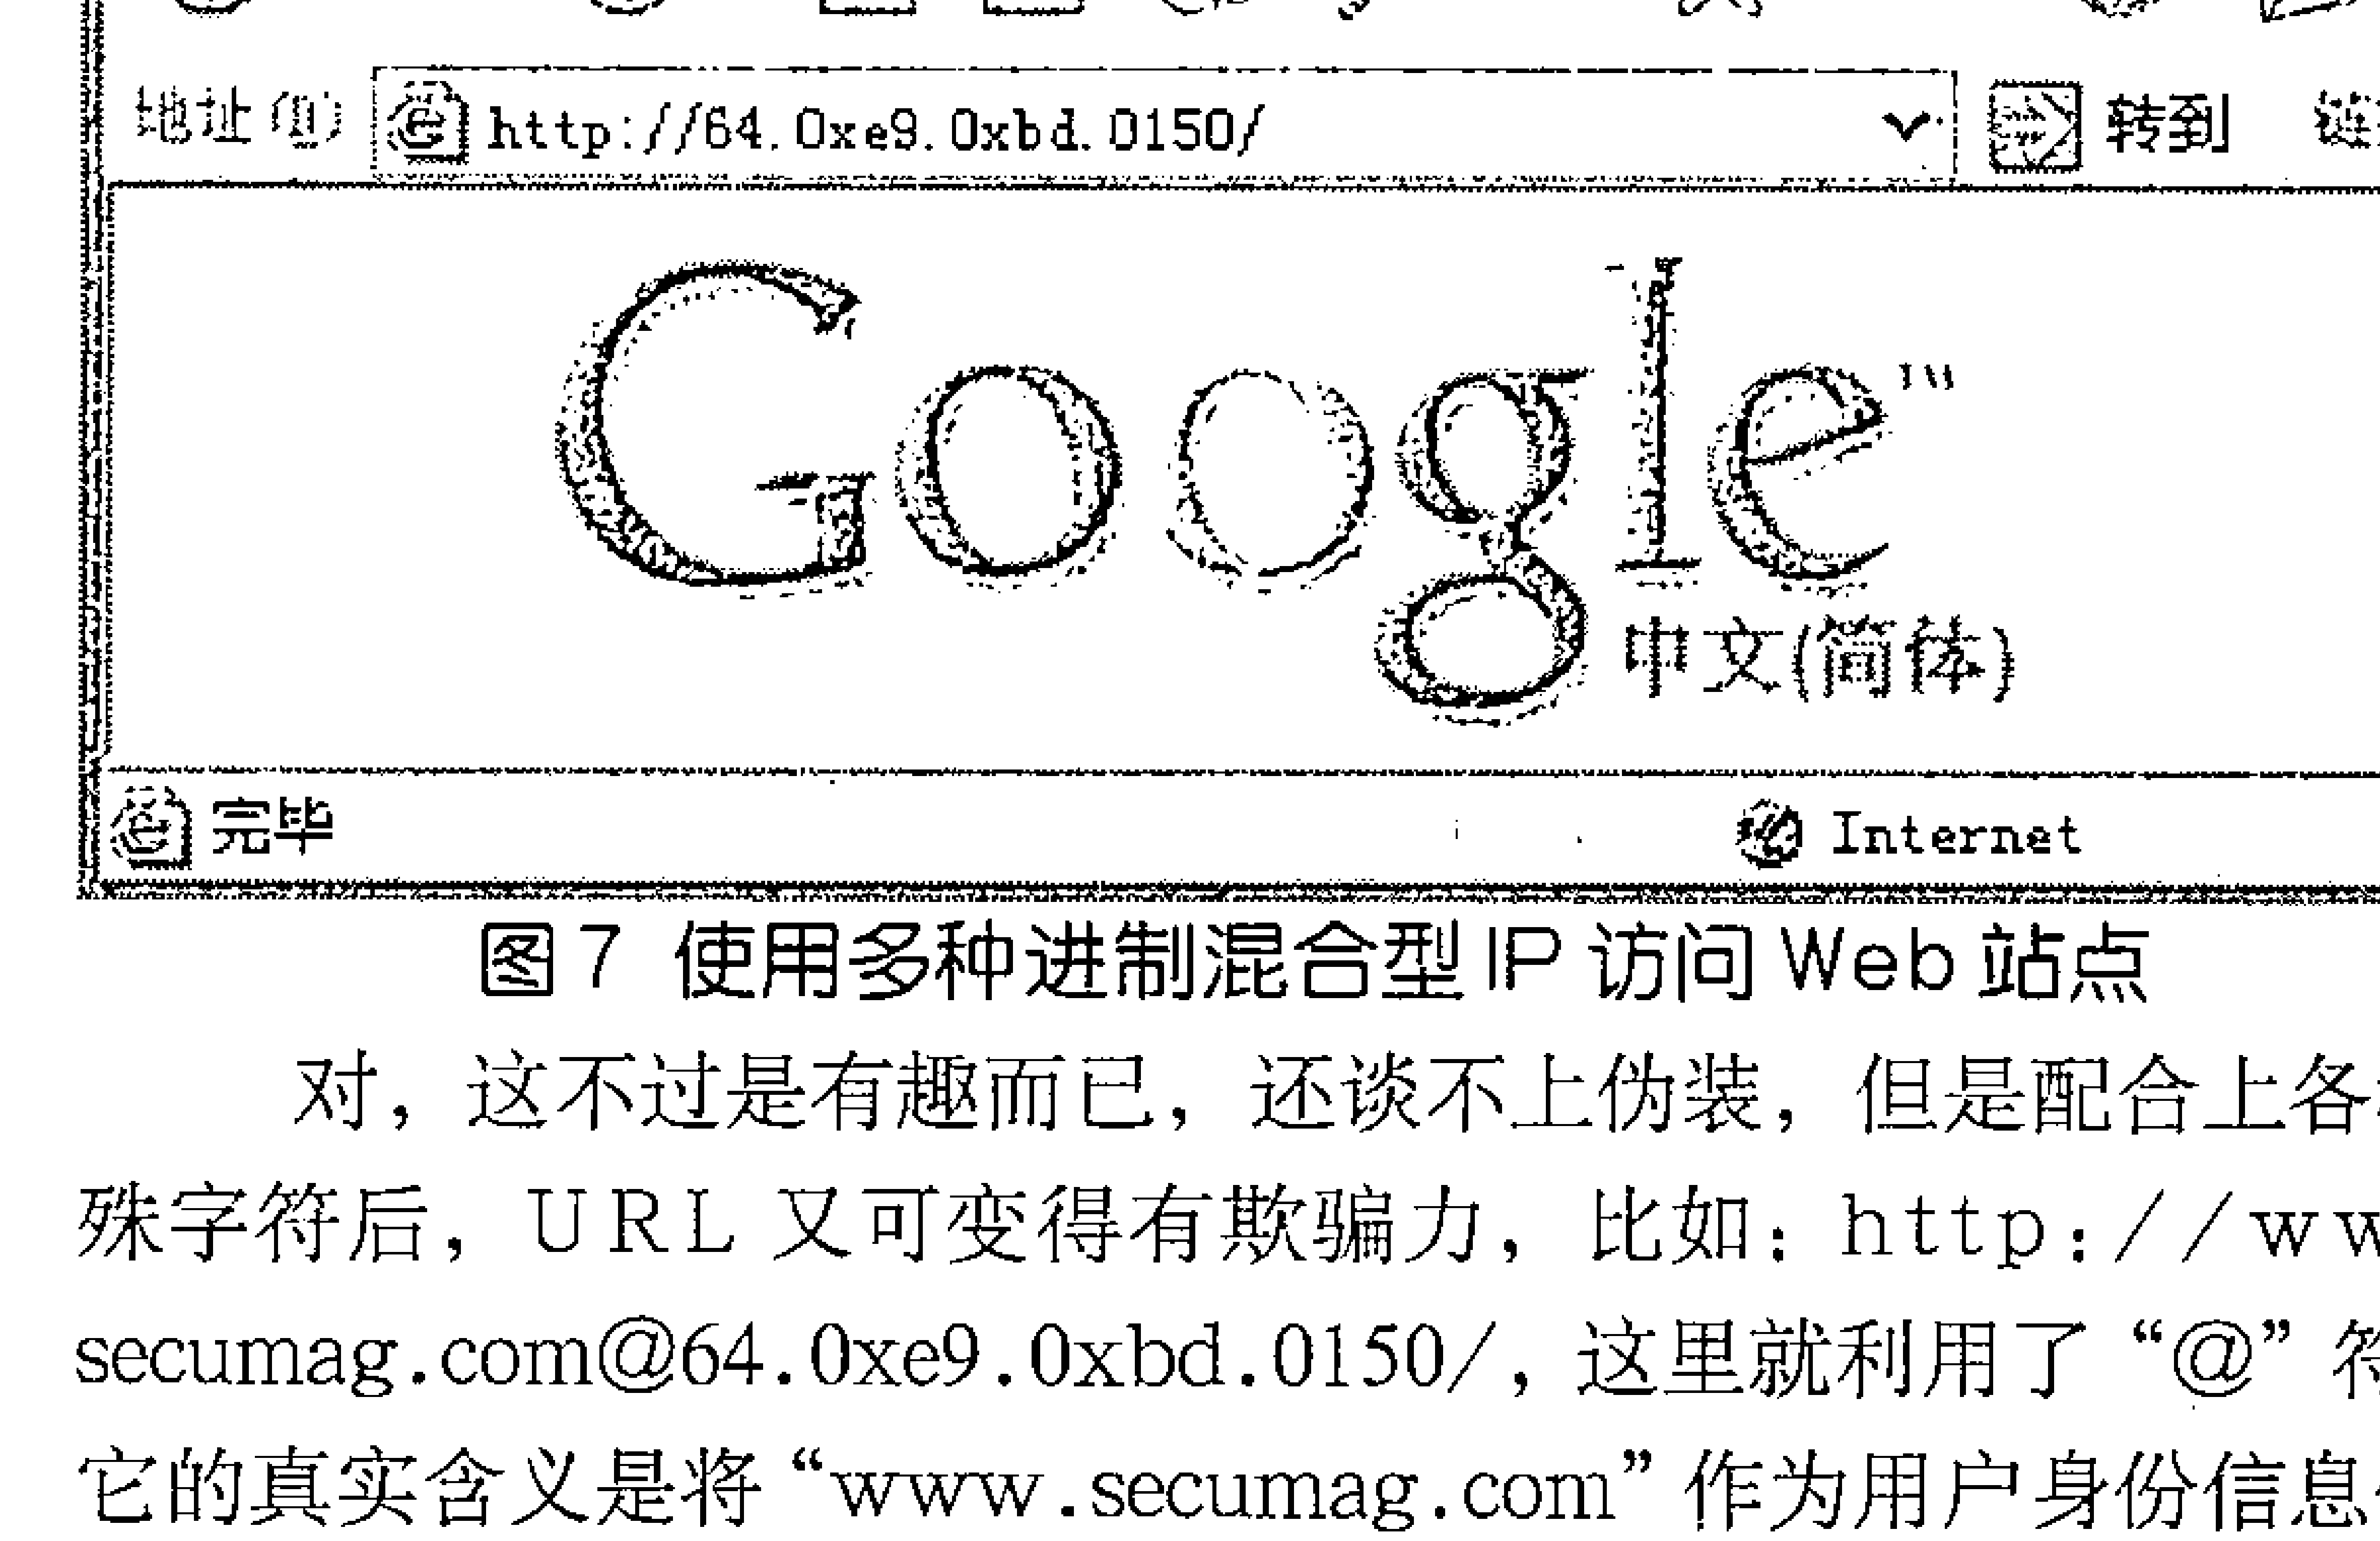 地址(D) http://64.0xe9.0xbd.0150/ 转到 链
Google™
中文(简体)
完毕 Internet
图7 使用多种进制混合型IP访问Web站点
对，这不过是有趣而已，还谈不上伪装，但是配合上各
殊字符后，URL又可变得有欺骗力，比如：http://ww
secumag.com@64.0xe9.0xbd.0150/，这里就利用了“@”符
它的真实含义是将“www.secumag.com”作为用户身份信息